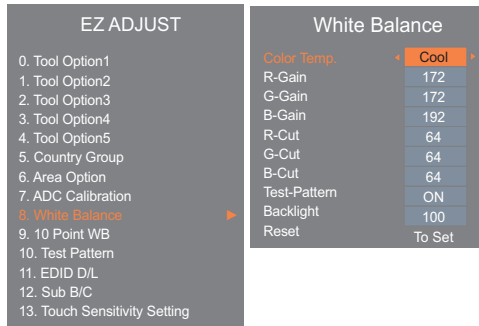 EZ ADJUST
0. Tool Option1
1. Tool Option2
2. Tool Option3
3. Tool Option4
4. Tool Option5
5. Country Group
6. Area Option
7. ADC Calibration
8. White Balance
9. 10 Point WB
10. Test Pattern
11. EDID D/L
12. Sub B/C
13. Touch Sensitivity Setting
White Balance
Color Temp. Cool
R-Gain 172
G-Gain 172
B-Gain 192
R-Cut 64
G-Cut 64
B-Cut 64
Test-Pattern ON
Backlight 100
Reset To Set